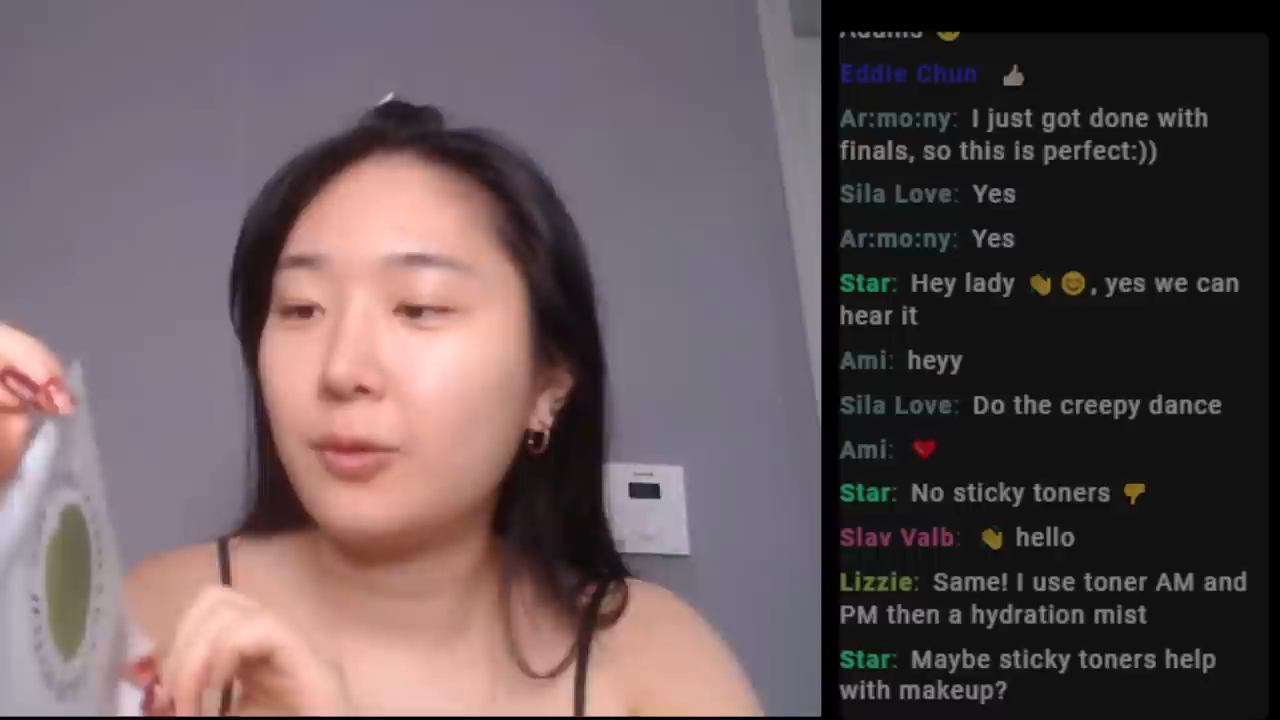 Adams
Eddie Chun
Ar:mo:ny: I just got done with
finals, so this is perfect:))
Sila Love: Yes
Ar:mo:ny: Yes
Star: Hey lady 👋😊, yes we can
hear it
Ami: heyy
Sila Love: Do the creepy dance
Ami: ❤️
Star: No sticky toners 👎
Slav Valb: 👋 hello
Lizzie: Same! I use toner AM and
PM then a hydration mist
Star: Maybe sticky toners help
with makeup?